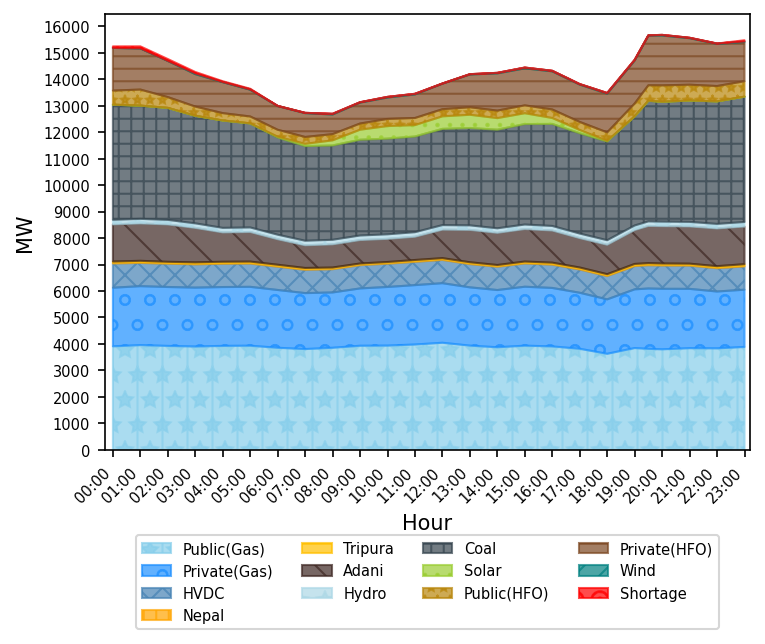 16000
15000
14000
13000
12000
11000
10000
9000
8000
7000
6000
5000
4000
3000
2000
1000
0
MW
00:00 01:00 02:00 03:00 04:00 05:00 06:00 07:00 08:00 09:00 10:00 11:00 12:00 13:00 14:00 15:00 16:00 17:00 18:00 19:00 20:00 21:00 22:00 23:00
Hour
Public(Gas) Tripura Coal Private(HFO)
Private(Gas) Adani Solar Wind
HVDC Hydro Public(HFO) Shortage
Nepal